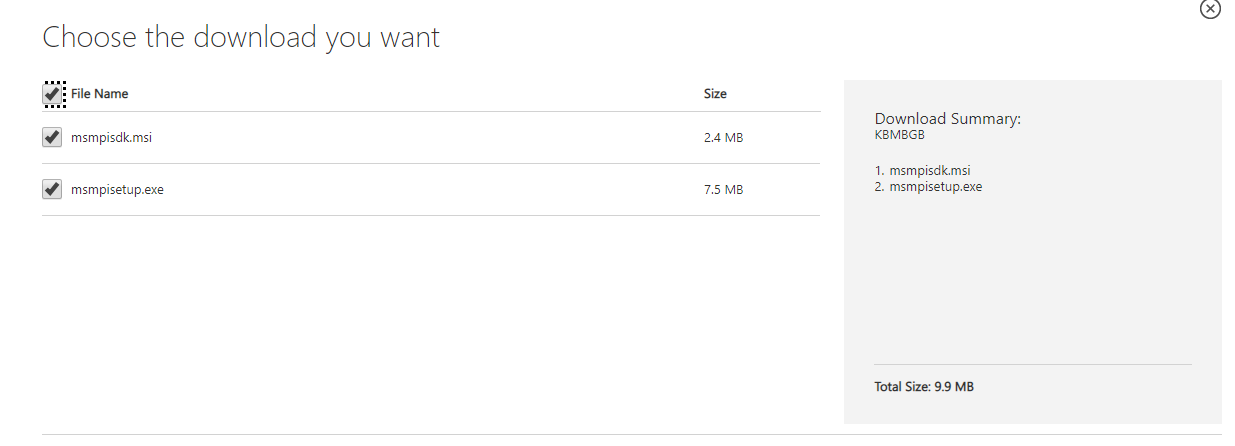 Choose the download you want
File Name Size
msmpisdk.msi 2.4 MB
msmpisetup.exe 7.5 MB
Download Summary:
KBMBGB
1. msmpisdk.msi
2. msmpisetup.exe
Total Size: 9.9 MB